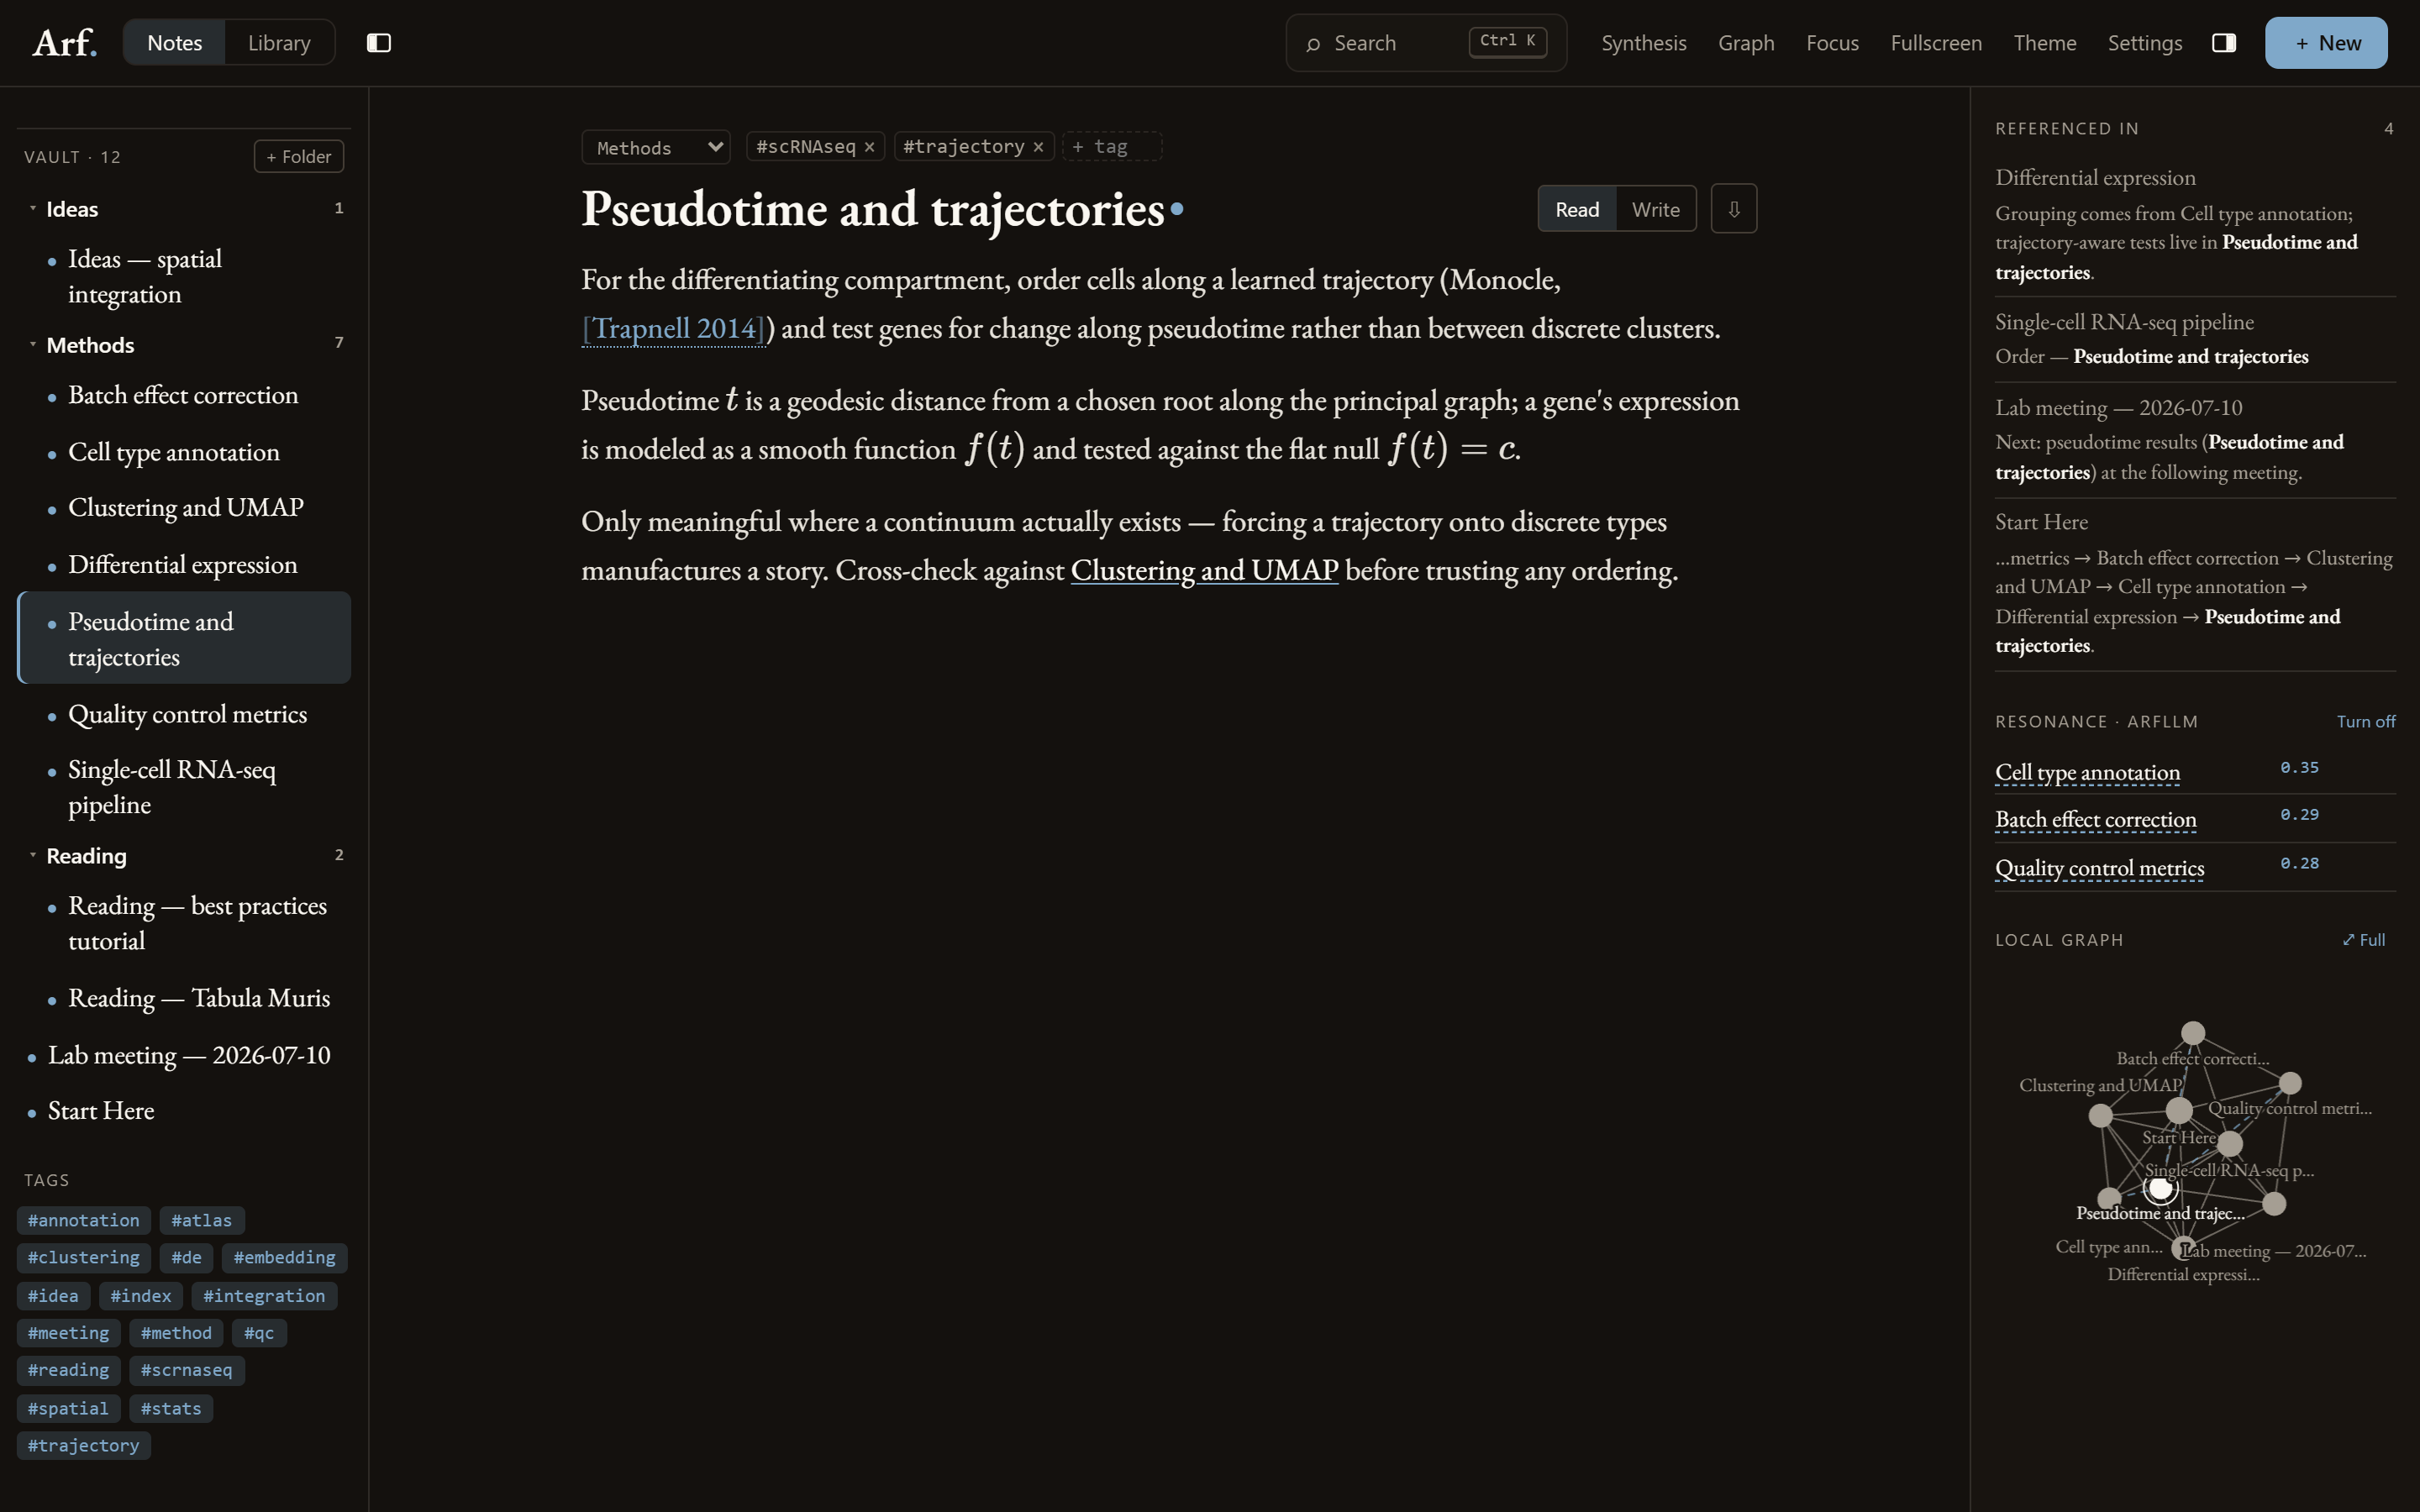 Arf.
Notes
Library
Search
Ctrl K
Synthesis
Graph
Focus
Fullscreen
Theme
Settings
+ New
VAULT · 12
+ Folder
Ideas
1
Ideas — spatial
integration
Methods
7
Batch effect correction
Cell type annotation
Clustering and UMAP
Differential expression
Pseudotime and
trajectories
Quality control metrics
Single-cell RNA-seq
pipeline
Reading
2
Reading — best practices
tutorial
Reading — Tabula Muris
Lab meeting — 2026-07-10
Start Here
TAGS
#annotation #atlas
#clustering #de #embedding
#idea #index #integration
#meeting #method #qc
#reading #scrnaseq
#spatial #stats
#trajectory
Methods
#scRNAseq ×
#trajectory ×
+ tag
Pseudotime and trajectories
Read
Write
⇩
For the differentiating compartment, order cells along a learned trajectory (Monocle,
[Trapnell 2014]) and test genes for change along pseudotime rather than between discrete clusters.
Pseudotime t is a geodesic distance from a chosen root along the principal graph; a gene's expression
is modeled as a smooth function f(t) and tested against the flat null f(t) = c.
Only meaningful where a continuum actually exists — forcing a trajectory onto discrete types
manufactures a story. Cross-check against Clustering and UMAP before trusting any ordering.
REFERENCED IN
4
Differential expression
Grouping comes from Cell type annotation;
trajectory-aware tests live in Pseudotime and
trajectories.
Single-cell RNA-seq pipeline
Order — Pseudotime and trajectories
Lab meeting — 2026-07-10
Next: pseudotime results (Pseudotime and
trajectories) at the following meeting.
Start Here
…metrics → Batch effect correction → Clustering
and UMAP → Cell type annotation →
Differential expression → Pseudotime and
trajectories.
RESONANCE · ARFLLM
Turn off
Cell type annotation
0.35
Batch effect correction
0.29
Quality control metrics
0.28
LOCAL GRAPH
⤢ Full
Batch effect correcti…
Clustering and UMAP
Quality control metri…
Start Here
Single-cell RNA-seq p…
Pseudotime and trajec…
Cell type ann…
Lab meeting — 2026-07…
Differential expressi…